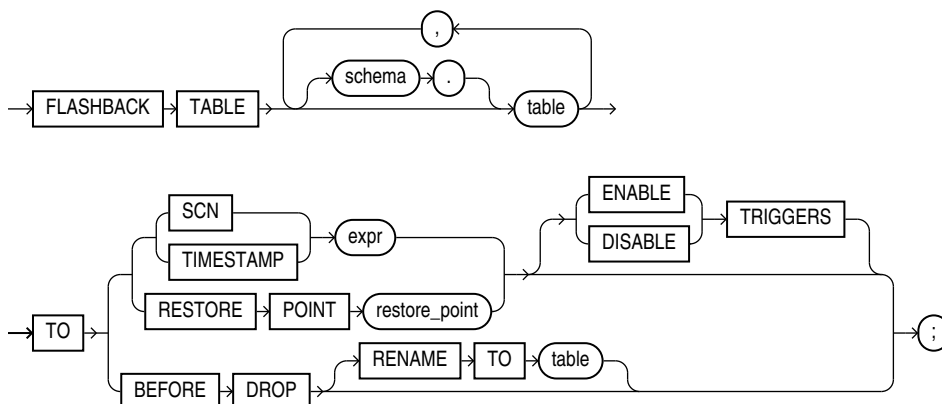 ,
schema .
FLASHBACK TABLE table
SCN ENABLE
expr TRIGGERS
TIMESTAMP DISABLE
RESTORE POINT restore_point
TO ;
RENAME TO table
BEFORE DROP